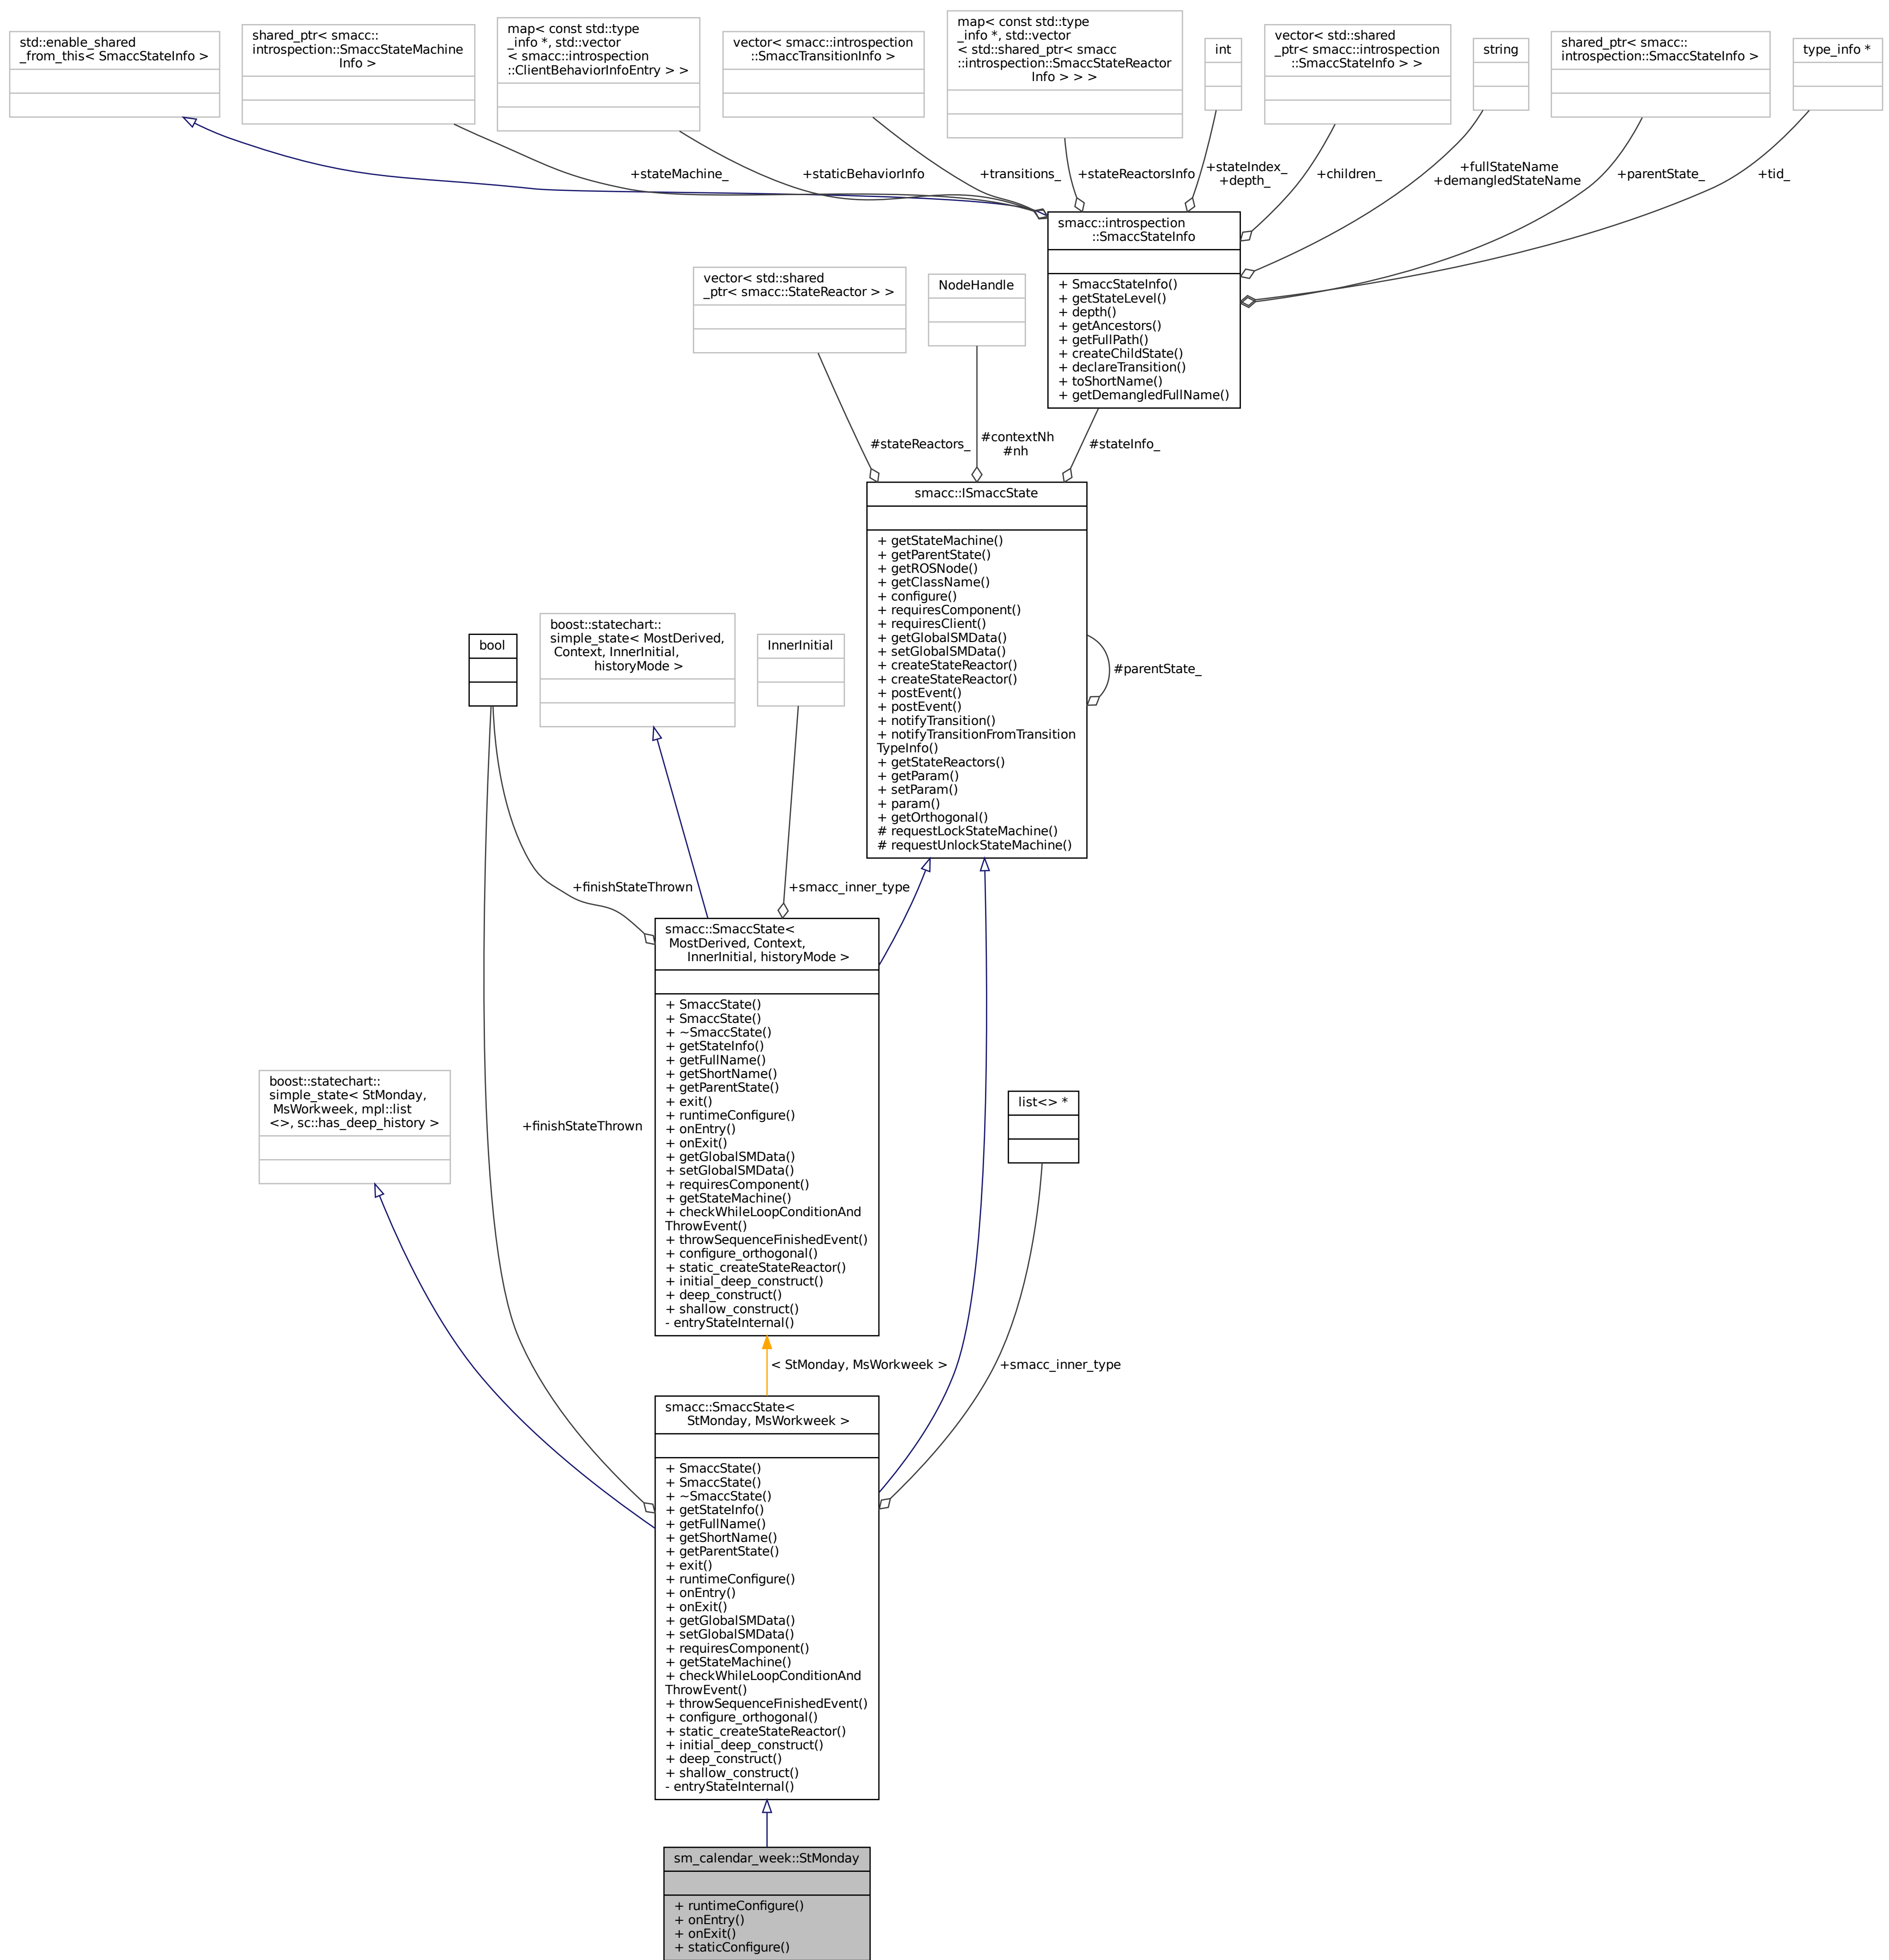 std::enable_shared
_from_this< SmaccStateInfo >
shared_ptr< smacc::
introspection::SmaccStateMachine
Info >
map< const std::type
_info *, std::vector
< smacc::introspection
::ClientBehaviorInfoEntry > >
vector< smacc::introspection
::SmaccTransitionInfo >
map< const std::type
_info *, std::vector
< std::shared_ptr< smacc
::introspection::SmaccStateReactor
Info > > >
int
vector< std::shared
_ptr< smacc::introspection
::SmaccStateInfo > >
string
shared_ptr< smacc::
introspection::SmaccStateInfo >
type_info *
+stateMachine_
+staticBehaviorInfo
+transitions_
+stateReactorsInfo
+stateIndex_
+depth_
+children_
+fullStateName
+demangledStateName
+parentState_
+tid_
smacc::introspection
::SmaccStateInfo
+ SmaccStateInfo()
+ getStateLevel()
+ depth()
+ getAncestors()
+ getFullPath()
+ createChildState()
+ declareTransition()
+ toShortName()
+ getDemangledFullName()
vector< std::shared
_ptr< smacc::StateReactor > >
NodeHandle
#stateReactors_
#contextNh
#nh
#stateInfo_
smacc::ISmaccState
+ getStateMachine()
+ getParentState()
+ getROSNode()
+ getClassName()
+ configure()
+ requiresComponent()
+ requiresClient()
+ getGlobalSMData()
+ setGlobalSMData()
+ createStateReactor()
+ createStateReactor()
+ postEvent()
+ postEvent()
+ notifyTransition()
+ notifyTransitionFromTransition
TypeInfo()
+ getStateReactors()
+ getParam()
+ setParam()
+ param()
+ getOrthogonal()
# requestLockStateMachine()
# requestUnlockStateMachine()
#parentState_
bool
boost::statechart::
simple_state< MostDerived,
Context, InnerInitial,
historyMode >
InnerInitial
+finishStateThrown
+smacc_inner_type
smacc::SmaccState<
MostDerived, Context,
InnerInitial, historyMode >
+ SmaccState()
+ SmaccState()
+ ~SmaccState()
+ getStateInfo()
+ getFullName()
+ getShortName()
+ getParentState()
+ exit()
+ runtimeConfigure()
+ onEntry()
+ onExit()
+ getGlobalSMData()
+ setGlobalSMData()
+ requiresComponent()
+ getStateMachine()
+ checkWhileLoopConditionAnd
ThrowEvent()
+ throwSequenceFinishedEvent()
+ configure_orthogonal()
+ static_createStateReactor()
+ initial_deep_construct()
+ deep_construct()
+ shallow_construct()
- entryStateInternal()
boost::statechart::
simple_state< StMonday,
MsWorkweek, mpl::list
<>, sc::has_deep_history >
+finishStateThrown
list<> *
< StMonday, MsWorkweek >
+smacc_inner_type
smacc::SmaccState<
StMonday, MsWorkweek >
+ SmaccState()
+ SmaccState()
+ ~SmaccState()
+ getStateInfo()
+ getFullName()
+ getShortName()
+ getParentState()
+ exit()
+ runtimeConfigure()
+ onEntry()
+ onExit()
+ getGlobalSMData()
+ setGlobalSMData()
+ requiresComponent()
+ getStateMachine()
+ checkWhileLoopConditionAnd
ThrowEvent()
+ throwSequenceFinishedEvent()
+ configure_orthogonal()
+ static_createStateReactor()
+ initial_deep_construct()
+ deep_construct()
+ shallow_construct()
- entryStateInternal()
sm_calendar_week::StMonday
+ runtimeConfigure()
+ onEntry()
+ onExit()
+ staticConfigure()